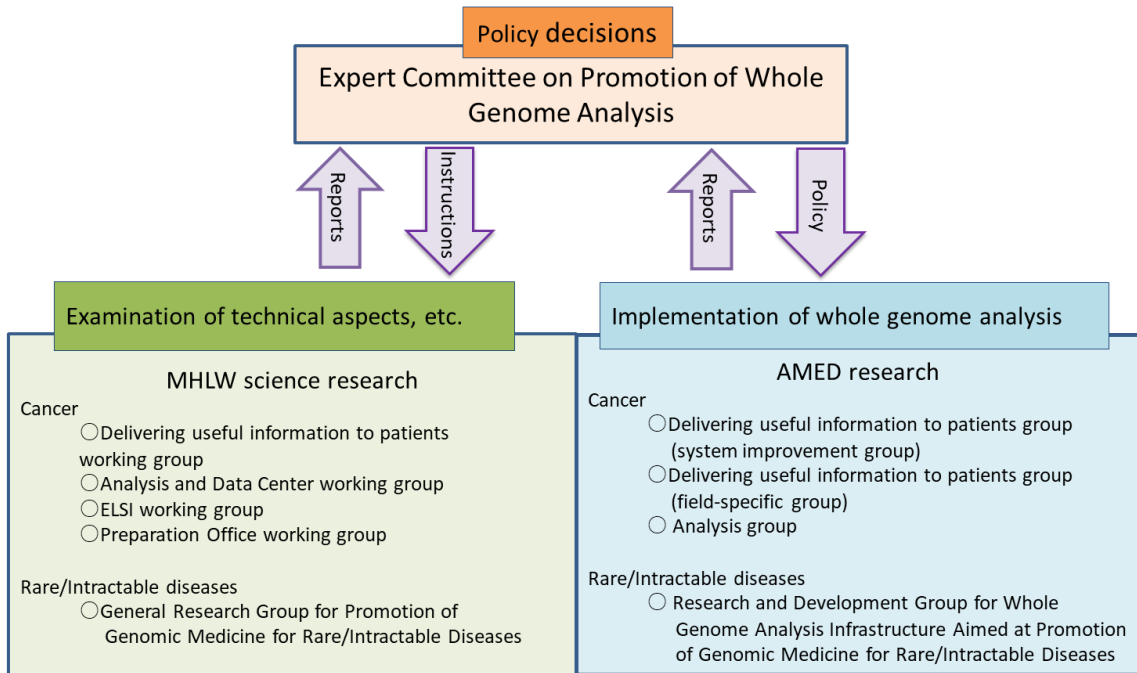 Policy decisions
Expert Committee on Promotion of Whole
Genome Analysis
Reports
Instructions
Reports
Policy
Examination of technical aspects, etc.
MHLW science research
Cancer
○Delivering useful information to patients
working group
○Analysis and Data Center working group
○ELSI working group
○Preparation Office working group
Rare/Intractable diseases
○General Research Group for Promotion of
Genomic Medicine for Rare/Intractable Diseases
Implementation of whole genome analysis
AMED research
Cancer
○Delivering useful information to patients group
(system improvement group)
○Delivering useful information to patients group
(field-specific group)
○ Analysis group
Rare/Intractable diseases
○ Research and Development Group for Whole
Genome Analysis Infrastructure Aimed at Promotion
of Genomic Medicine for Rare/Intractable Diseases